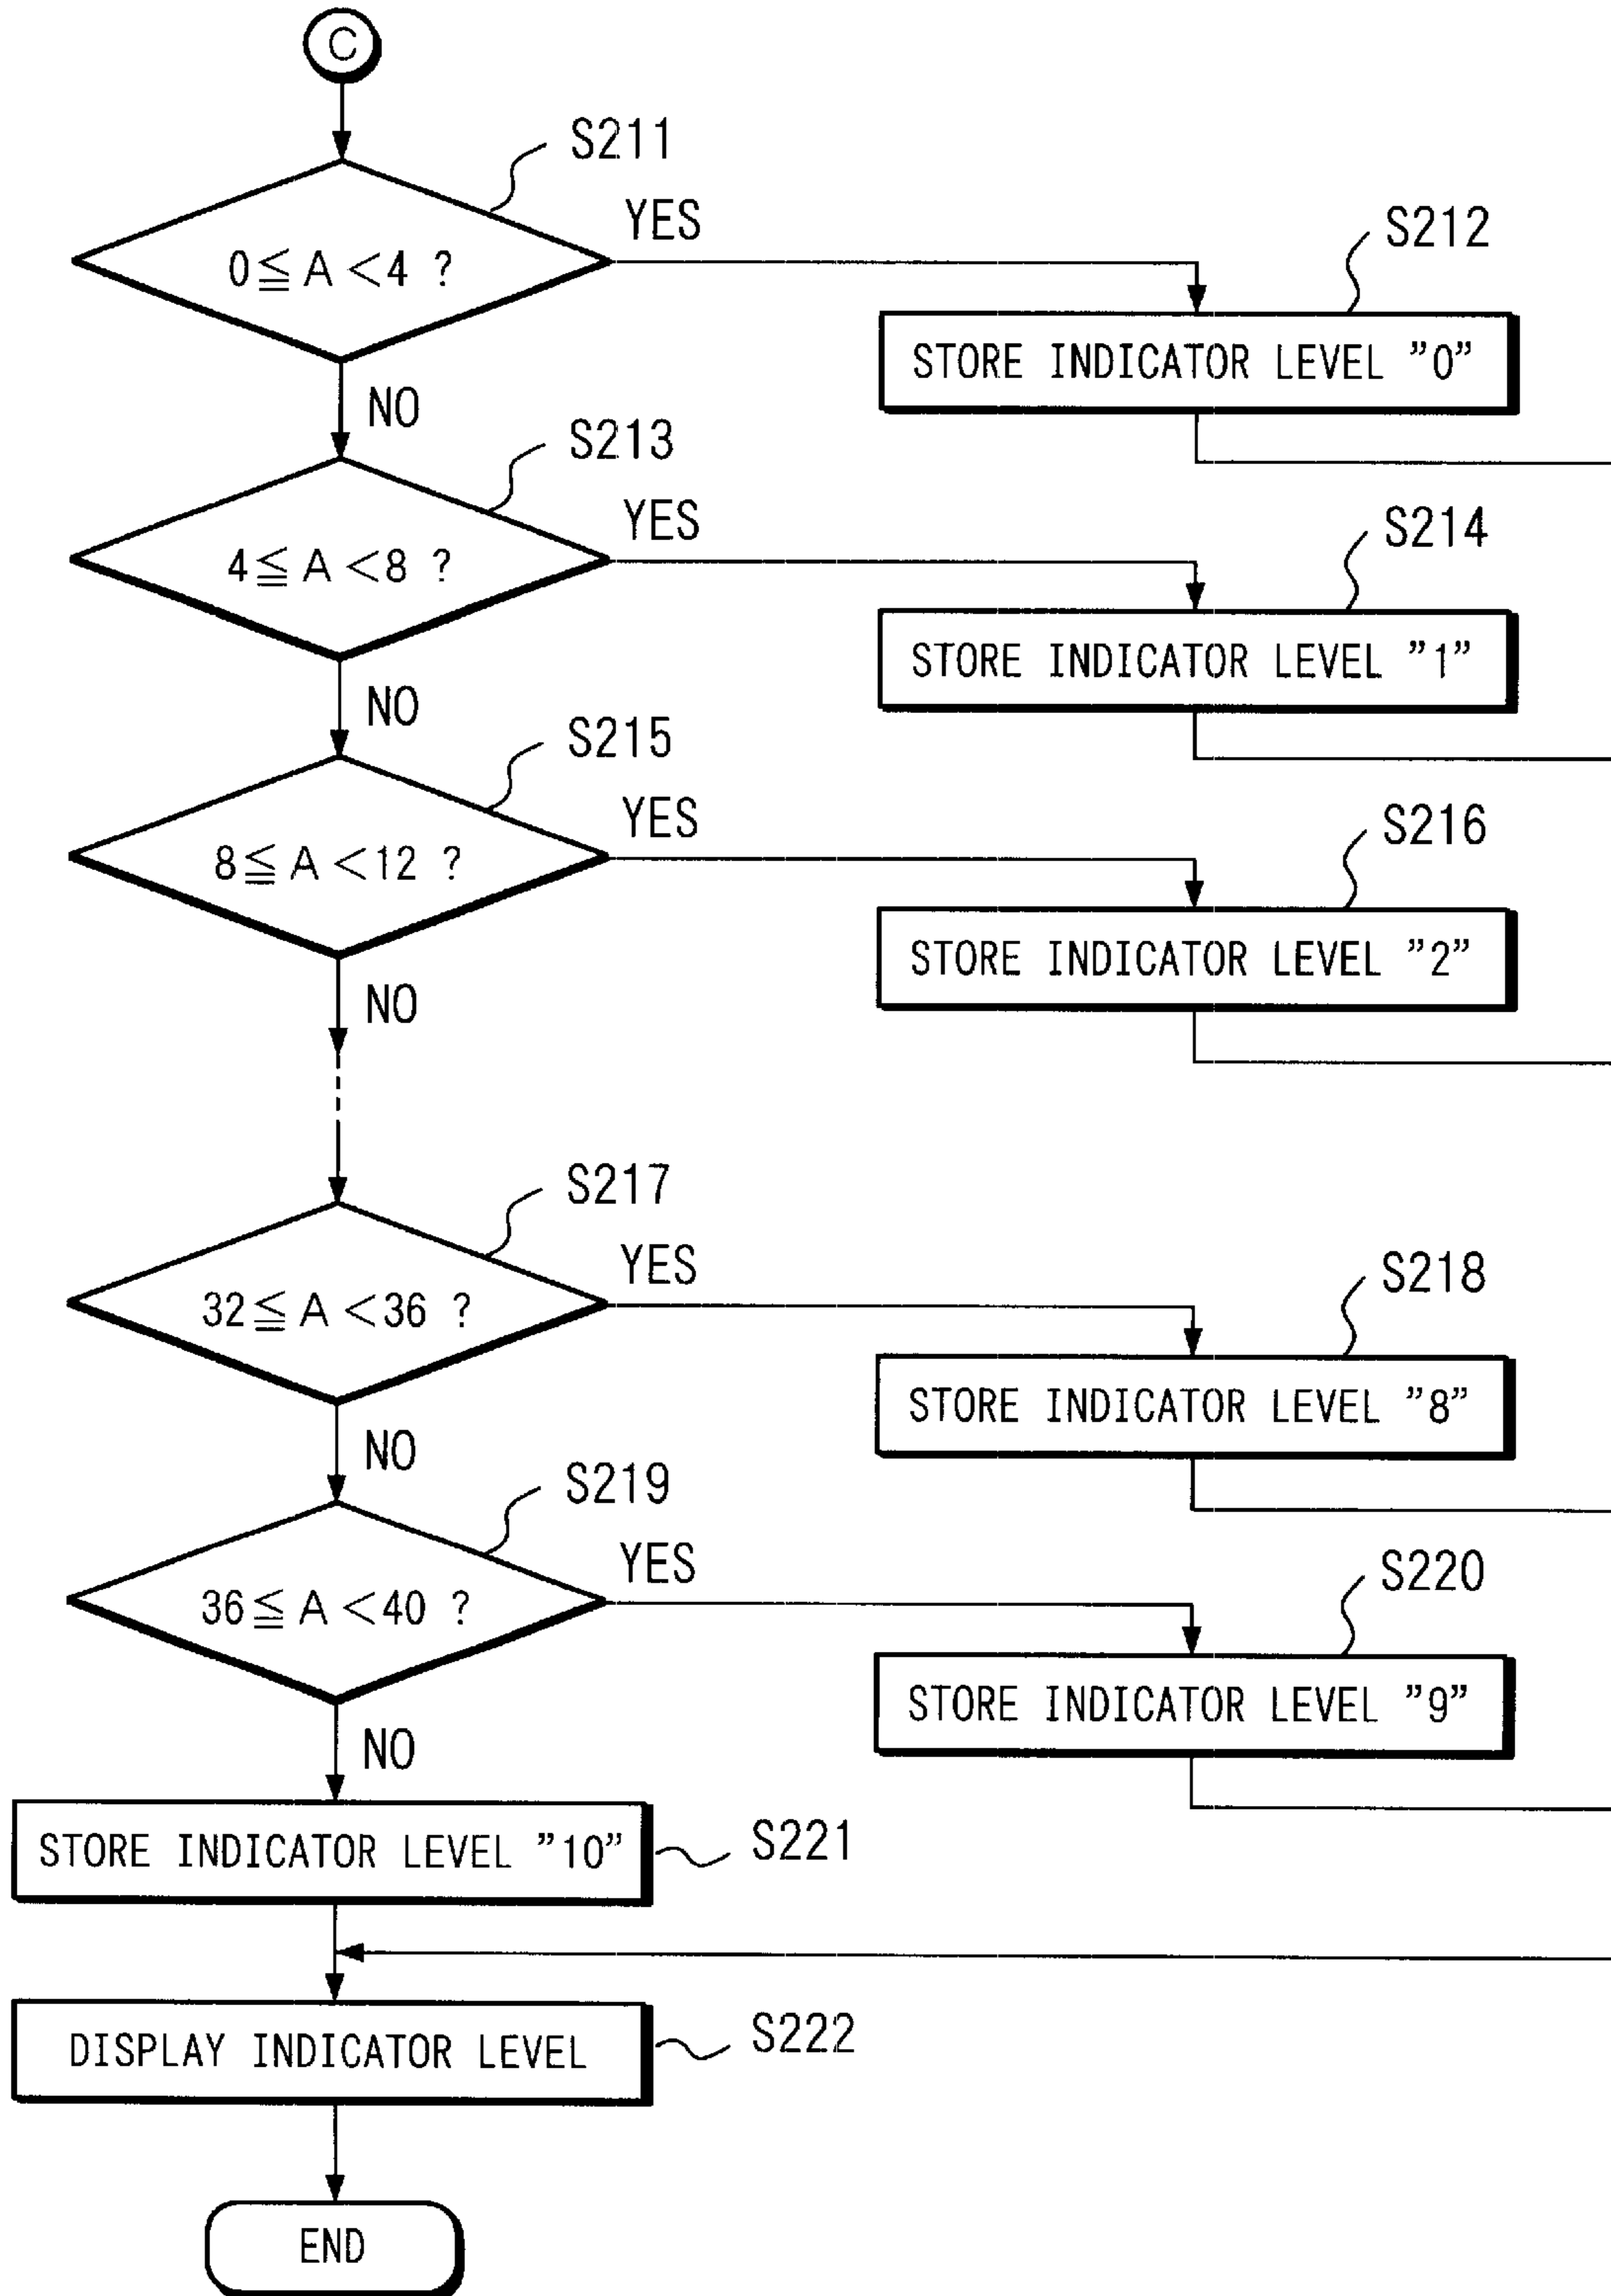 C
S211
0≦A<4 ?
YES
S212
STORE INDICATOR LEVEL "0"
NO
S213
4≦A<8 ?
YES
S214
STORE INDICATOR LEVEL "1"
NO
S215
8≦A<12 ?
YES
S216
STORE INDICATOR LEVEL "2"
NO
S217
32≦A<36 ?
YES
S218
STORE INDICATOR LEVEL "8"
NO
S219
36≦A<40 ?
YES
S220
STORE INDICATOR LEVEL "9"
NO
STORE INDICATOR LEVEL "10"
S221
DISPLAY INDICATOR LEVEL
S222
END